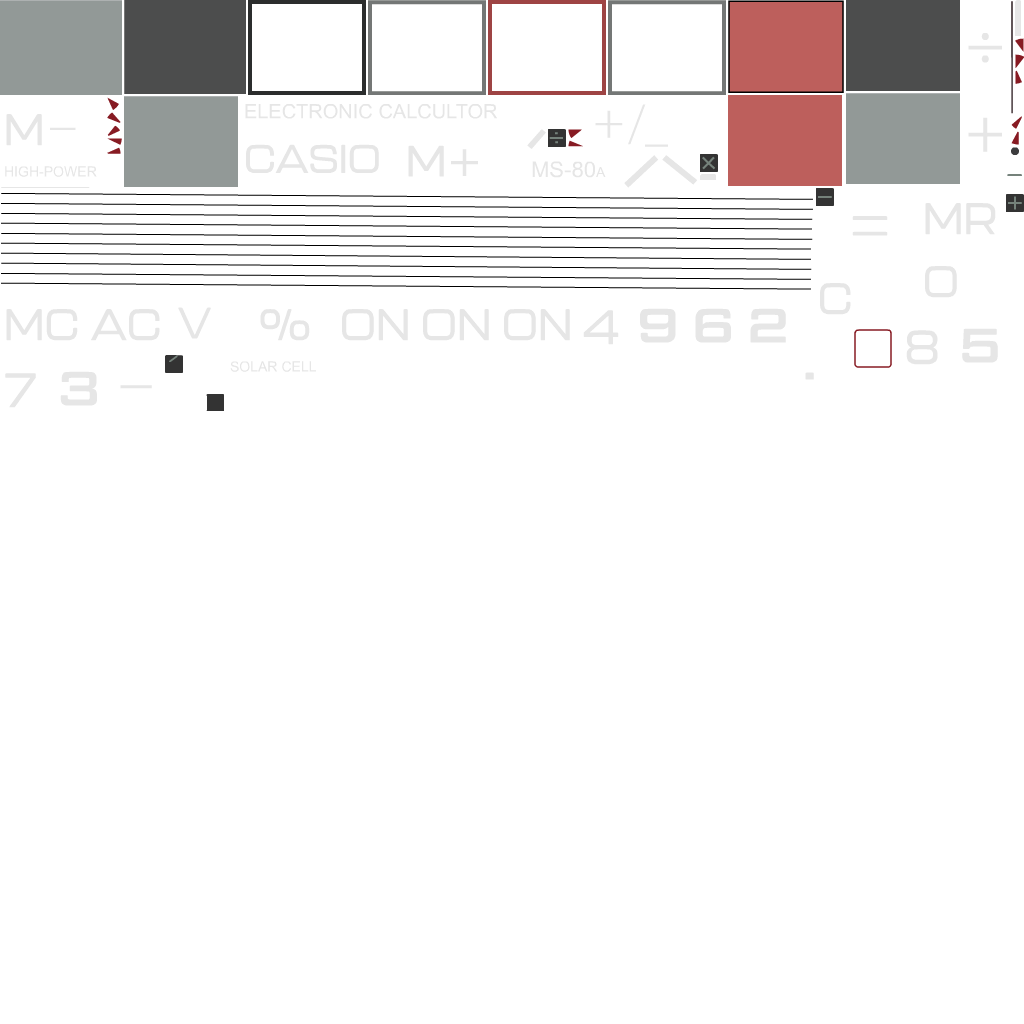 ÷
ELECTRONIC CALCULTOR
M− +/− +
HIGH-POWER CASIO M+ MS-80A
= MR
O
C
MC AC V % ON ON ON 4 9 6 2
8 5
SOLAR CELL .
7 3 −